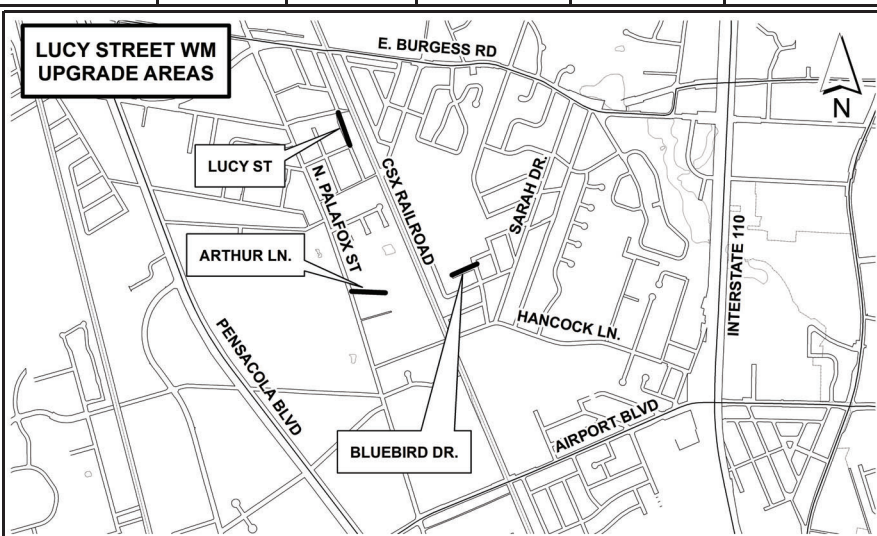 LUCY STREET WM
UPGRADE AREAS
E. BURGESS RD
N
LUCY ST
N. PALAFOX ST
CSX RAILROAD
SARAH DR.
ARTHUR LN.
INTERSTATE 110
HANCOCK LN.
PENSACOLA BLVD
AIRPORT BLVD
BLUEBIRD DR.